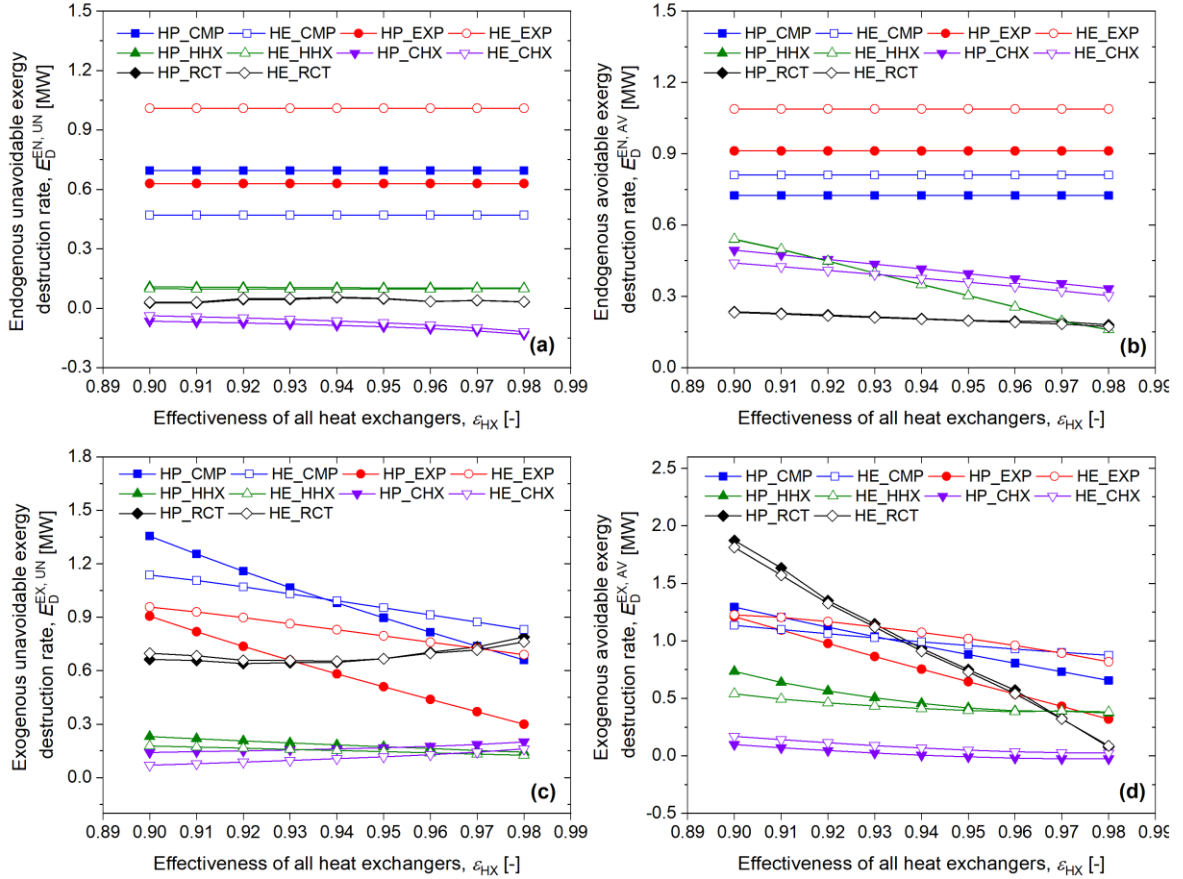 1.5
1.2
0.9
0.6
0.3
0.0
-0.3
Endogenous unavoidable exergy
destruction rate, E_D^EN, UN [MW]
HP_CMP HE_CMP HP_EXP HE_EXP
HP_HHX HE_HHX HP_CHX HE_CHX
HP_RCT HE_RCT
(a)
0.89 0.90 0.91 0.92 0.93 0.94 0.95 0.96 0.97 0.98 0.99
Effectiveness of all heat exchangers, εHX [-]
1.5
1.2
0.9
0.6
0.3
0.0
Endogenous avoidable exergy
destruction rate, E_D^EN, AV [MW]
HP_CMP HE_CMP HP_EXP HE_EXP
HP_HHX HE_HHX HP_CHX HE_CHX
HP_RCT HE_RCT
(b)
0.89 0.90 0.91 0.92 0.93 0.94 0.95 0.96 0.97 0.98 0.99
Effectiveness of all heat exchangers, εHX [-]
1.8
1.5
1.2
0.9
0.6
0.3
0.0
Exogenous unavoidable exergy
destruction rate, E_D^EX, UN [MW]
HP_CMP HE_CMP HP_EXP HE_EXP
HP_HHX HE_HHX HP_CHX HE_CHX
HP_RCT HE_RCT
(c)
0.89 0.90 0.91 0.92 0.93 0.94 0.95 0.96 0.97 0.98 0.99
Effectiveness of all heat exchangers, εHX [-]
2.5
2.0
1.5
1.0
0.5
0.0
-0.5
Exogenous avoidable exergy
destruction rate, E_D^EX, AV [MW]
HP_CMP HE_CMP HP_EXP HE_EXP
HP_HHX HE_HHX HP_CHX HE_CHX
HP_RCT HE_RCT
(d)
0.89 0.90 0.91 0.92 0.93 0.94 0.95 0.96 0.97 0.98 0.99
Effectiveness of all heat exchangers, εHX [-]